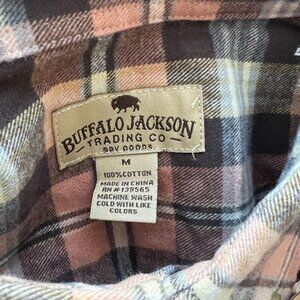 BUFFALO JACKSON
TRADING CO
DRY GOODS
M
100%COTTON
MADE IN CHINA
RN #139565
MACHINE WASH
COLD WITH LIKE
COLORS